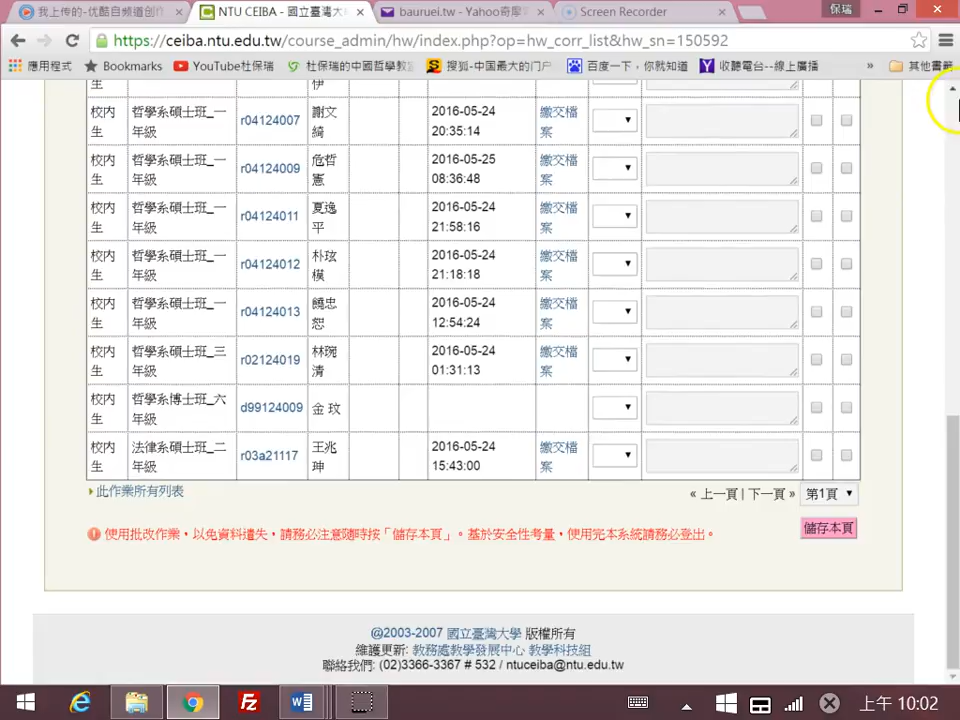 我上传的-优酷自频道创作
NTU CEIBA - 國立臺灣大
bauruei.tw - Yahoo奇摩
Screen Recorder
保瑞
https://ceiba.ntu.edu.tw/course_admin/hw/index.php?op=hw_corr_list&hw_sn=150592
應用程式 Bookmarks YouTube杜保瑞 杜保瑞的中國哲學教 搜狐-中国最大的门户 百度一下，你就知道 收聽電台--線上廣播 » 其他書籤
生 伊 案
校內生 哲學系碩士班_一年級 r04124007 謝文綺 2016-05-24 20:35:14 繳交檔案
校內生 哲學系碩士班_一年級 r04124009 危哲憲 2016-05-25 08:36:48 繳交檔案
校內生 哲學系碩士班_一年級 r04124011 夏逸平 2016-05-24 21:58:16 繳交檔案
校內生 哲學系碩士班_一年級 r04124012 朴玹模 2016-05-24 21:18:18 繳交檔案
校內生 哲學系碩士班_一年級 r04124013 饒忠恕 2016-05-24 12:54:24 繳交檔案
校內生 哲學系碩士班_三年級 r02124019 林琬清 2016-05-24 01:31:13 繳交檔案
校內生 哲學系博士班_六年級 d99124009 金 玟
校內生 法律系碩士班_二年級 r03a21117 王兆珅 2016-05-24 15:43:00 繳交檔案
此作業所有列表 « 上一頁 | 下一頁 » 第1頁
使用批改作業，以免資料遺失，請務必注意隨時按「儲存本頁」。基於安全性考量，使用完本系統請務必登出。 儲存本頁
@2003-2007 國立臺灣大學 版權所有
維護更新: 教務處教學發展中心 教學科技組
聯絡我們: (02)3366-3367 # 532 / ntuceiba@ntu.edu.tw
上午 10:02